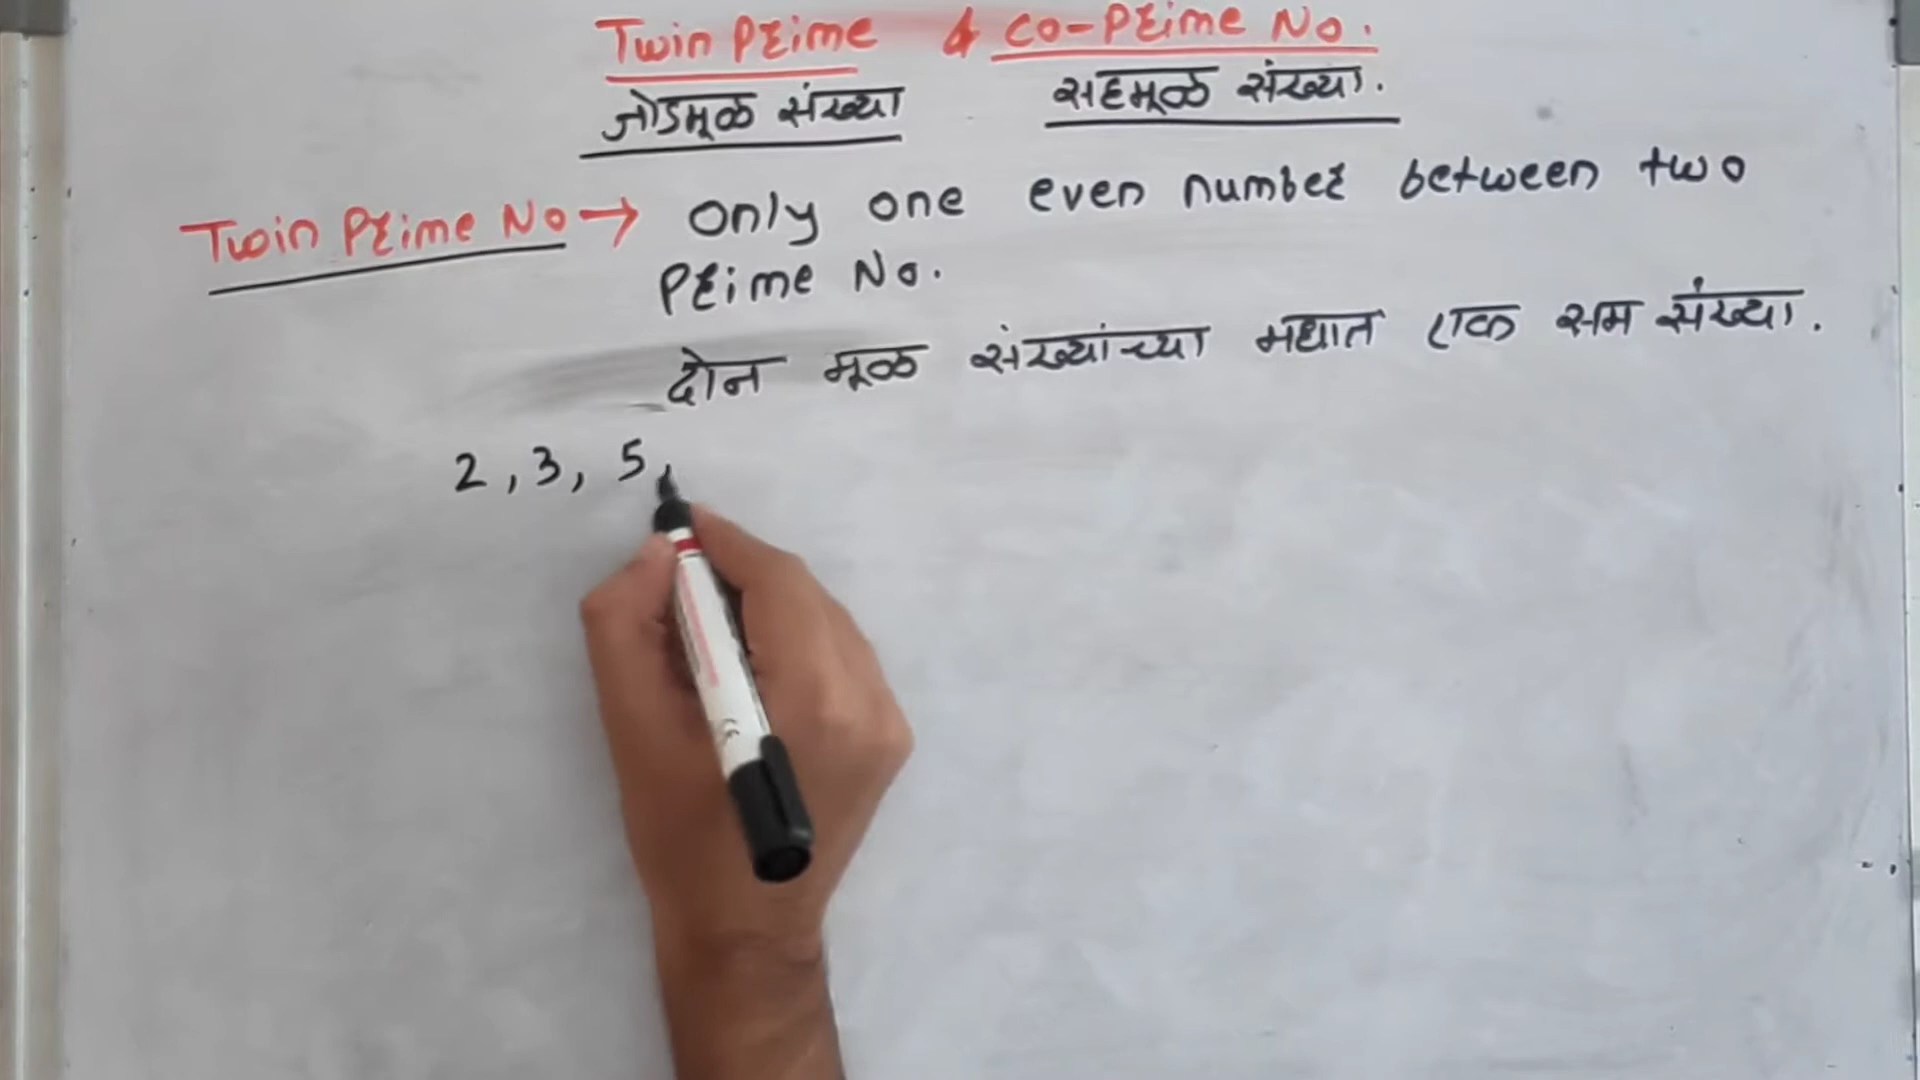 Twin Prime & Co-Prime No.
जोडमूळ संख्या सहमूळ संख्या.
Twin Prime No → Only one even number between two
Prime No.
दोन मूळ संख्यांच्या मधात एक सम संख्या.
2, 3, 5,